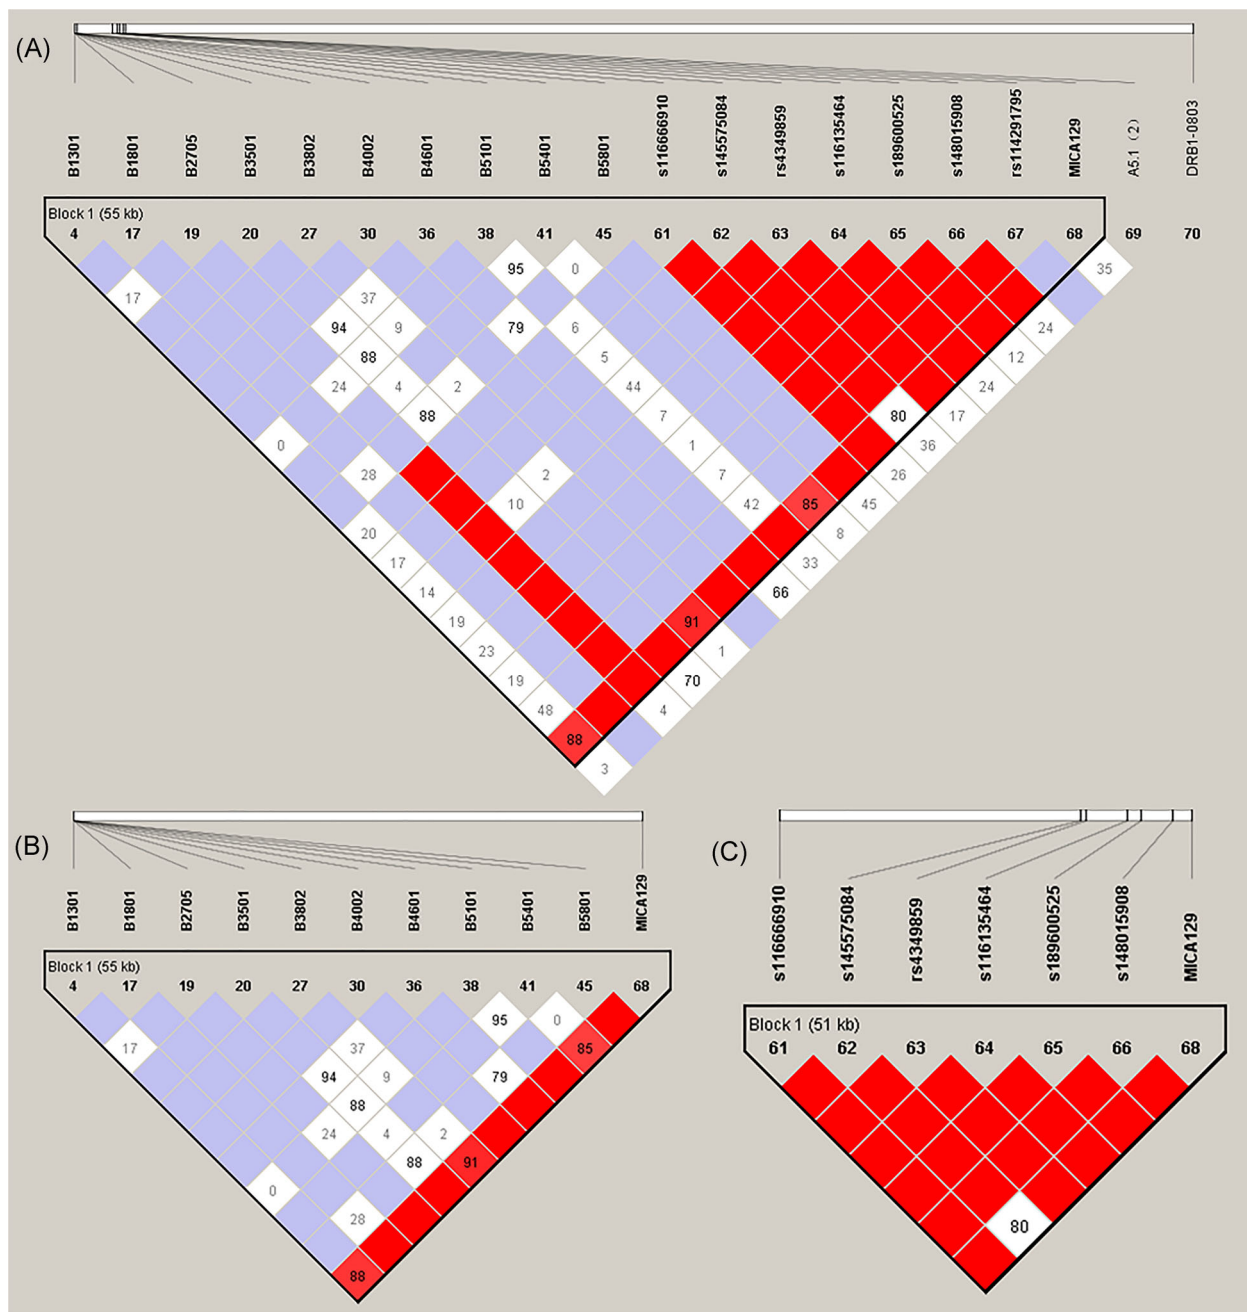 (A)
B1301 B1801 B2705 B3501 B3802 B4002 B4601 B5101 B5401 B5801 s116666910 s145575084 rs4349859 s116135464 s189600525 s148015908 rs114291795 MICA129 A5.1（2） DRB1-0803
Block 1 (55 kb)
4 17 19 20 27 30 36 38 41 45 61 62 63 64 65 66 67 68 69 70
95 0 35
17 37
94 9 79 6 24
88 5 12
24 4 2 44 24
88 7 80 17
0 1 36
28 2 7 26
10 42 85 45
20 8
17 33
14 66
19 91
23 1
19 70
48 4
88
3
(B)
B1301 B1801 B2705 B3501 B3802 B4002 B4601 B5101 B5401 B5801 MICA129
Block 1 (55 kb)
4 17 19 20 27 30 36 38 41 45 68
95 0
17 37 85
94 9 79
88
24 4 2
88 91
0
28
88
(C)
s116666910 s145575084 rs4349859 s116135464 s189600525 s148015908 MICA129
Block 1 (51 kb)
61 62 63 64 65 66 68
80